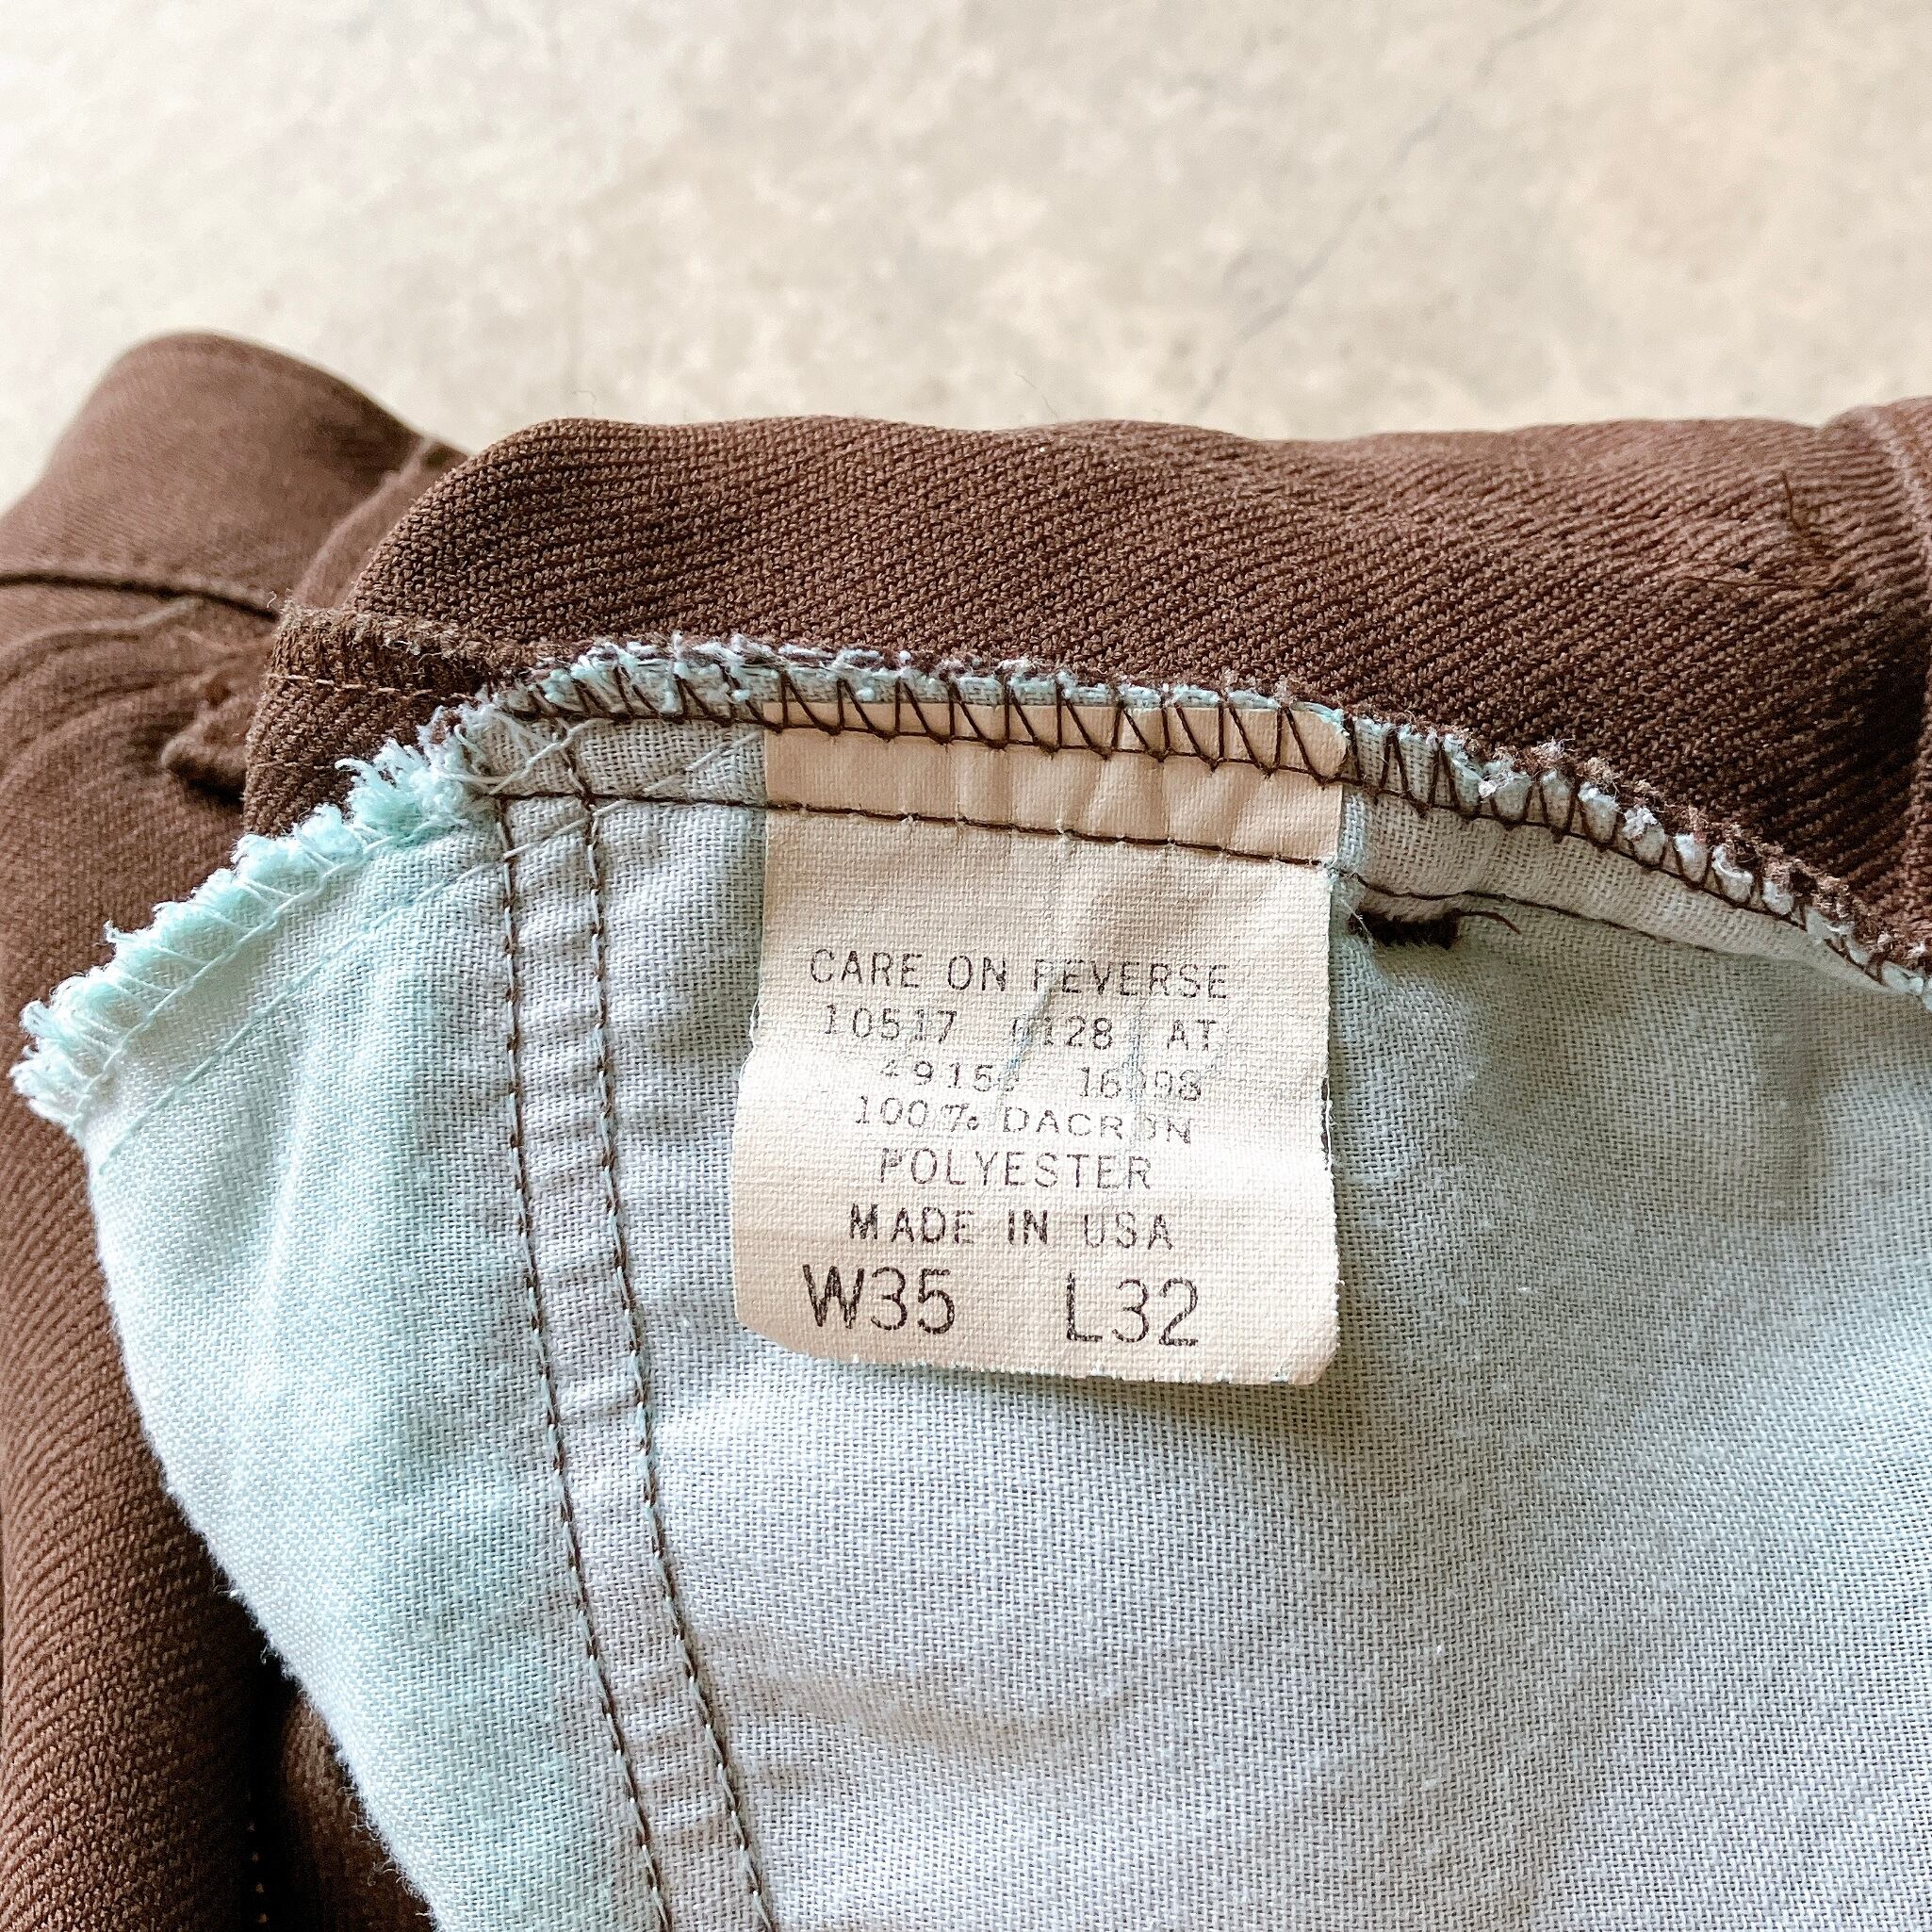 CARE ON REVERSE
10517 AT
100% DACRON
POLYESTER
MADE IN USA
W35 L32